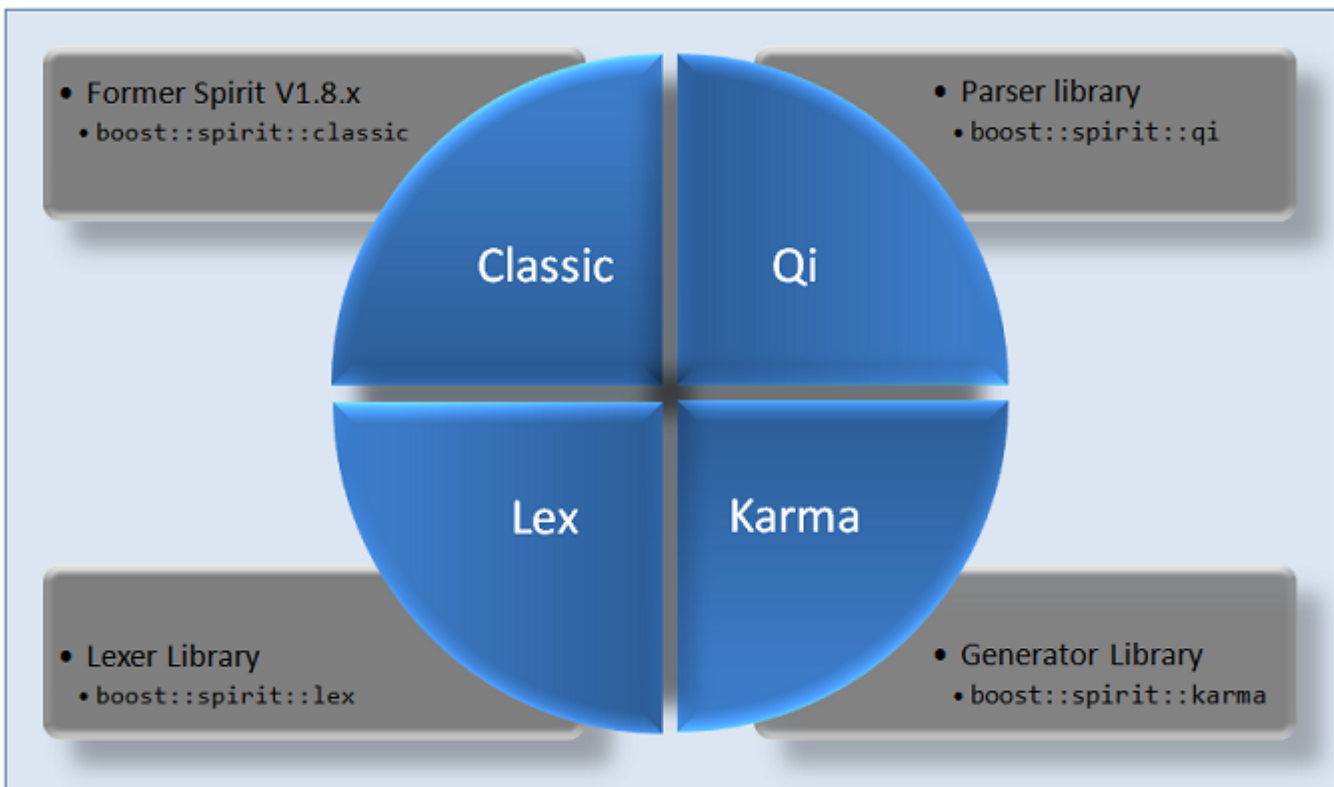 • Former Spirit V1.8.x
• boost::spirit::classic
• Parser library
• boost::spirit::qi
Classic
Qi
Lex
Karma
• Lexer Library
• boost::spirit::lex
• Generator Library
• boost::spirit::karma